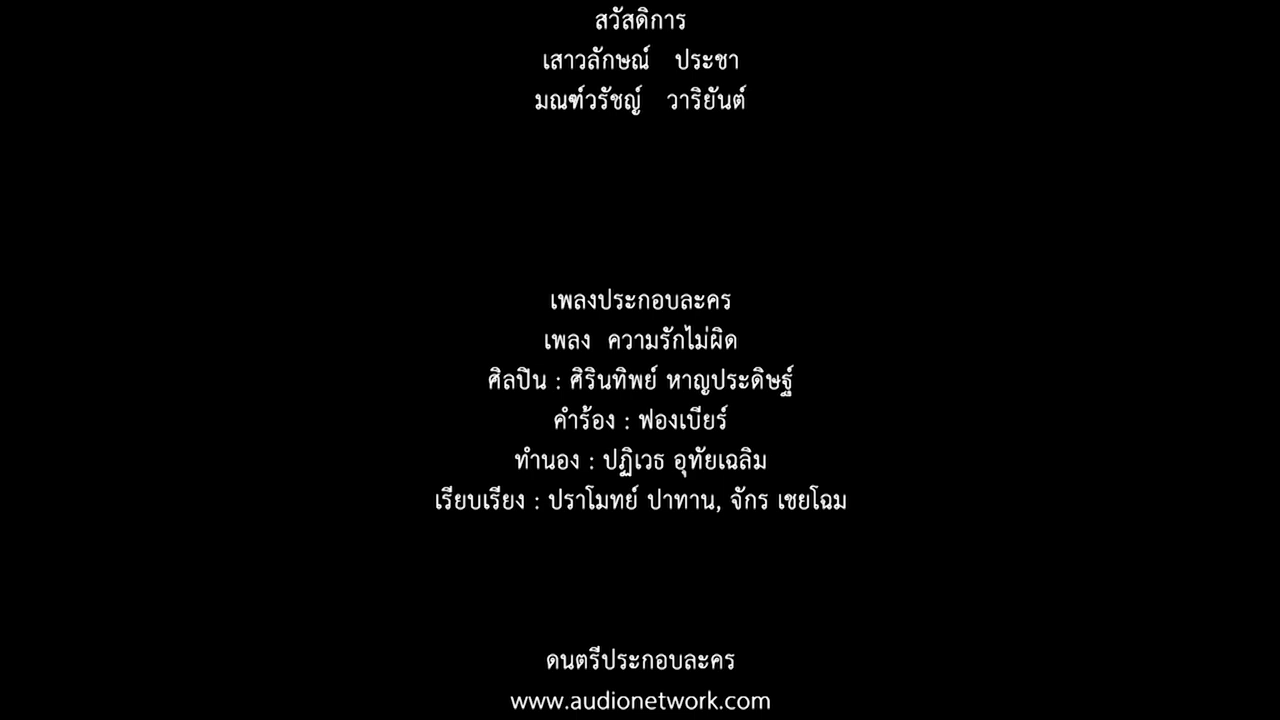 สวัสดิการ
เสาวลักษณ์ ประชา
มณฑ์วรัชญ์ วาริยันต์
เพลงประกอบละคร
เพลง ความรักไม่ผิด
ศิลปิน : ศิรินทิพย์ หาญประดิษฐ์
คำร้อง : ฟองเบียร์
ทำนอง : ปฏิเวธ อุทัยเฉลิม
เรียบเรียง : ปราโมทย์ ปาทาน, จักร เชยโฉม
ดนตรีประกอบละคร
www.audionetwork.com